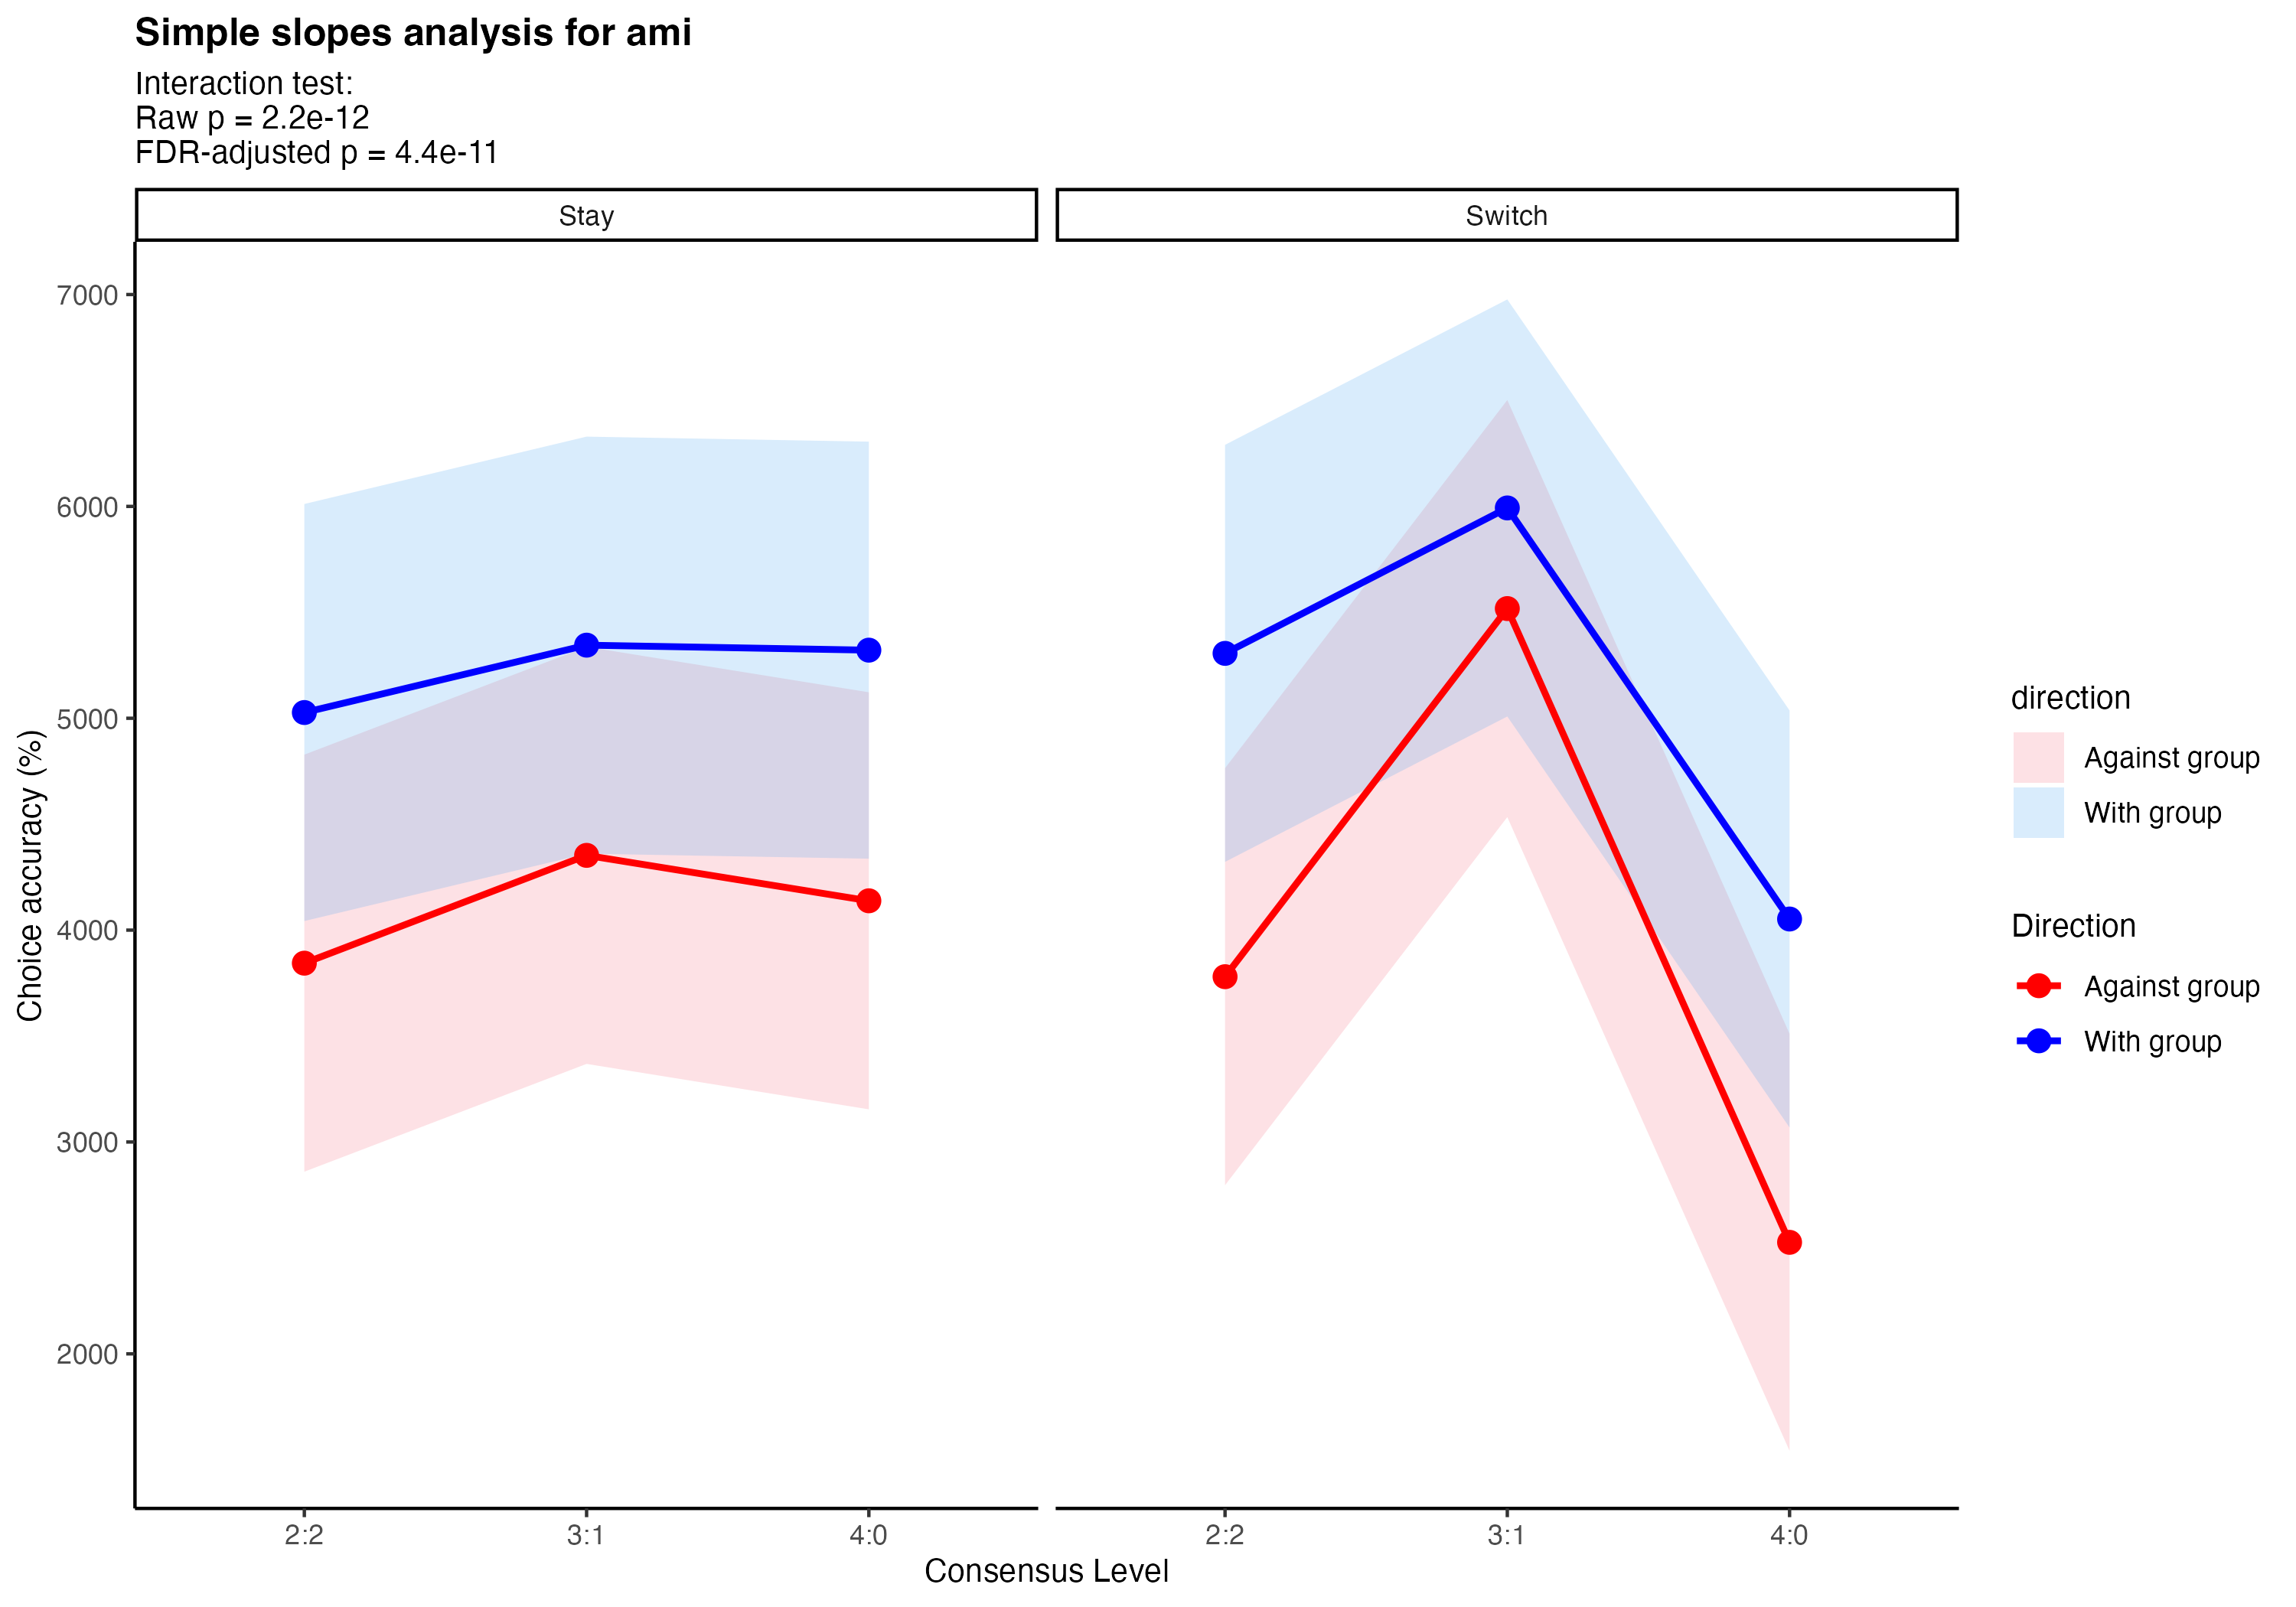 Simple slopes analysis for ami
Interaction test:
Raw p = 2.2e-12
FDR-adjusted p = 4.4e-11
Stay
Switch
7000
6000
5000
4000
3000
2000
Choice accuracy (%)
2:2
3:1
4:0
2:2
3:1
4:0
Consensus Level
direction
Against group
With group
Direction
Against group
With group